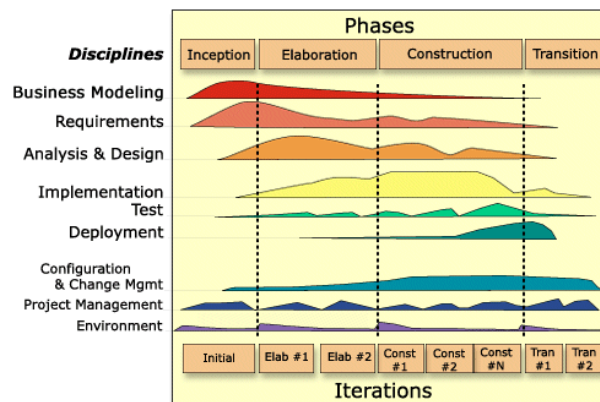 Phases
Disciplines
Inception
Elaboration
Construction
Transition
Business Modeling
Requirements
Analysis & Design
Implementation
Test
Deployment
Configuration
& Change Mgmt
Project Management
Environment
Initial
Elab #1
Elab #2
Const
#1
Const
#2
Const
#N
Tran
#1
Tran
#2
Iterations